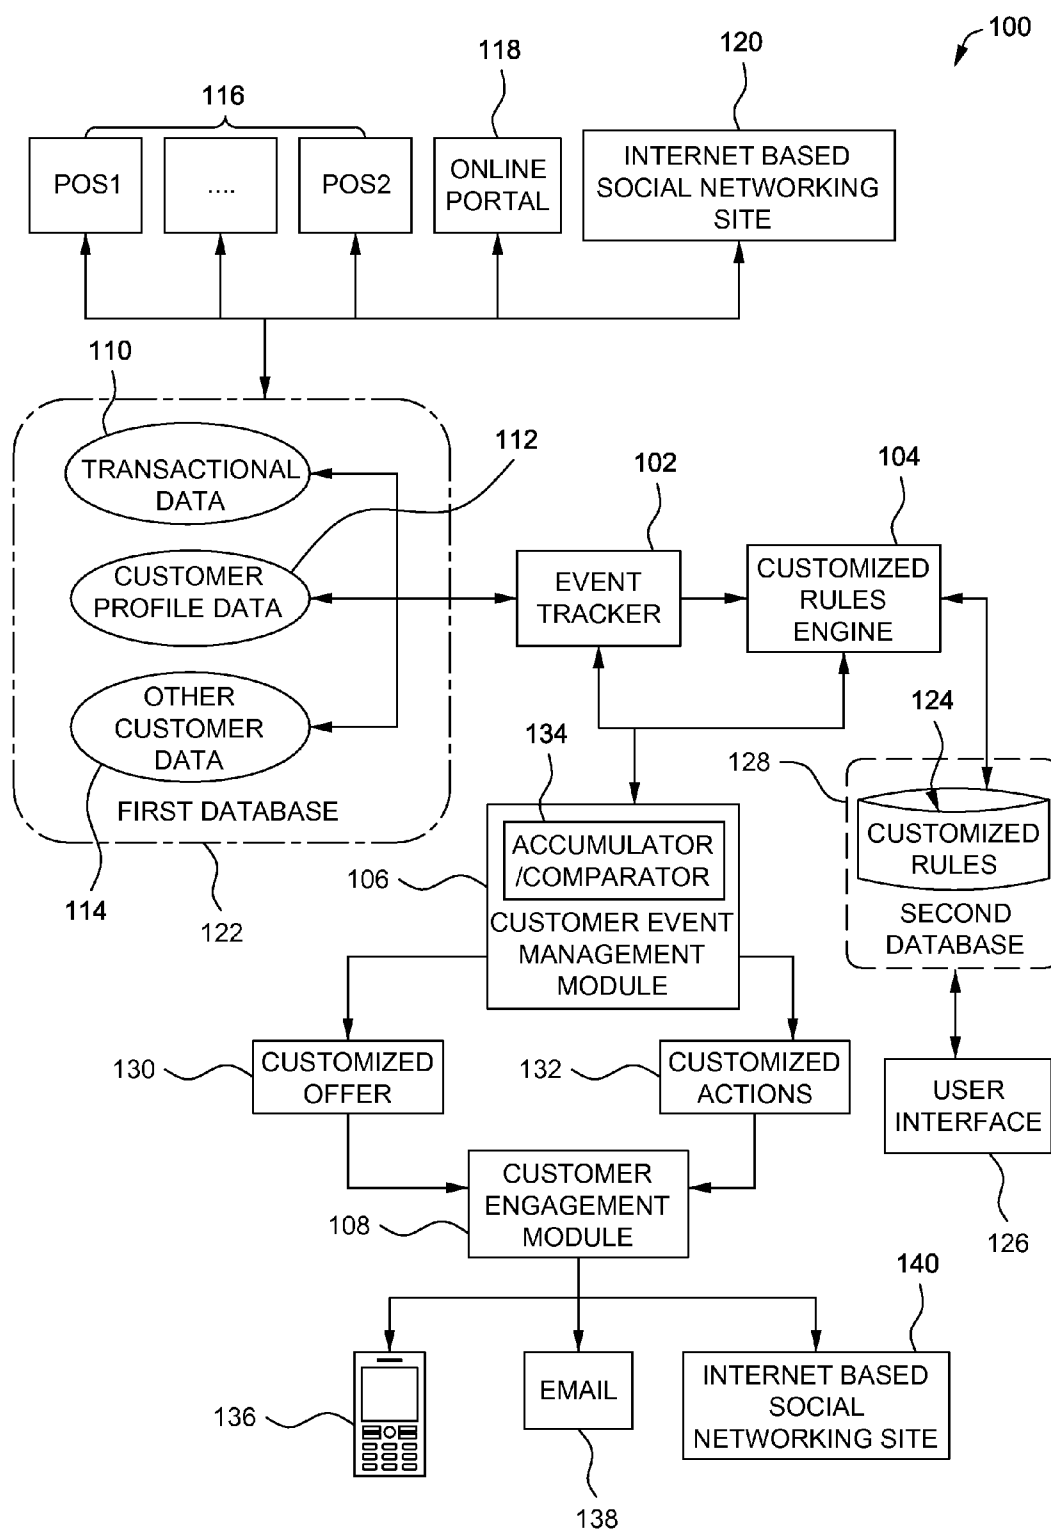 100
118
120
116
POS1
....
POS2
ONLINE
PORTAL
INTERNET BASED
SOCIAL NETWORKING
SITE
110
112
102
104
TRANSACTIONAL
DATA
CUSTOMER
PROFILE DATA
OTHER
CUSTOMER
DATA
FIRST DATABASE
114
122
EVENT
TRACKER
CUSTOMIZED
RULES
ENGINE
124
128
CUSTOMIZED
RULES
SECOND
DATABASE
134
ACCUMULATOR
/COMPARATOR
106
CUSTOMER EVENT
MANAGEMENT
MODULE
130
CUSTOMIZED
OFFER
132
CUSTOMIZED
ACTIONS
USER
INTERFACE
126
CUSTOMER
ENGAGEMENT
MODULE
108
140
136
EMAIL
138
INTERNET BASED
SOCIAL
NETWORKING SITE